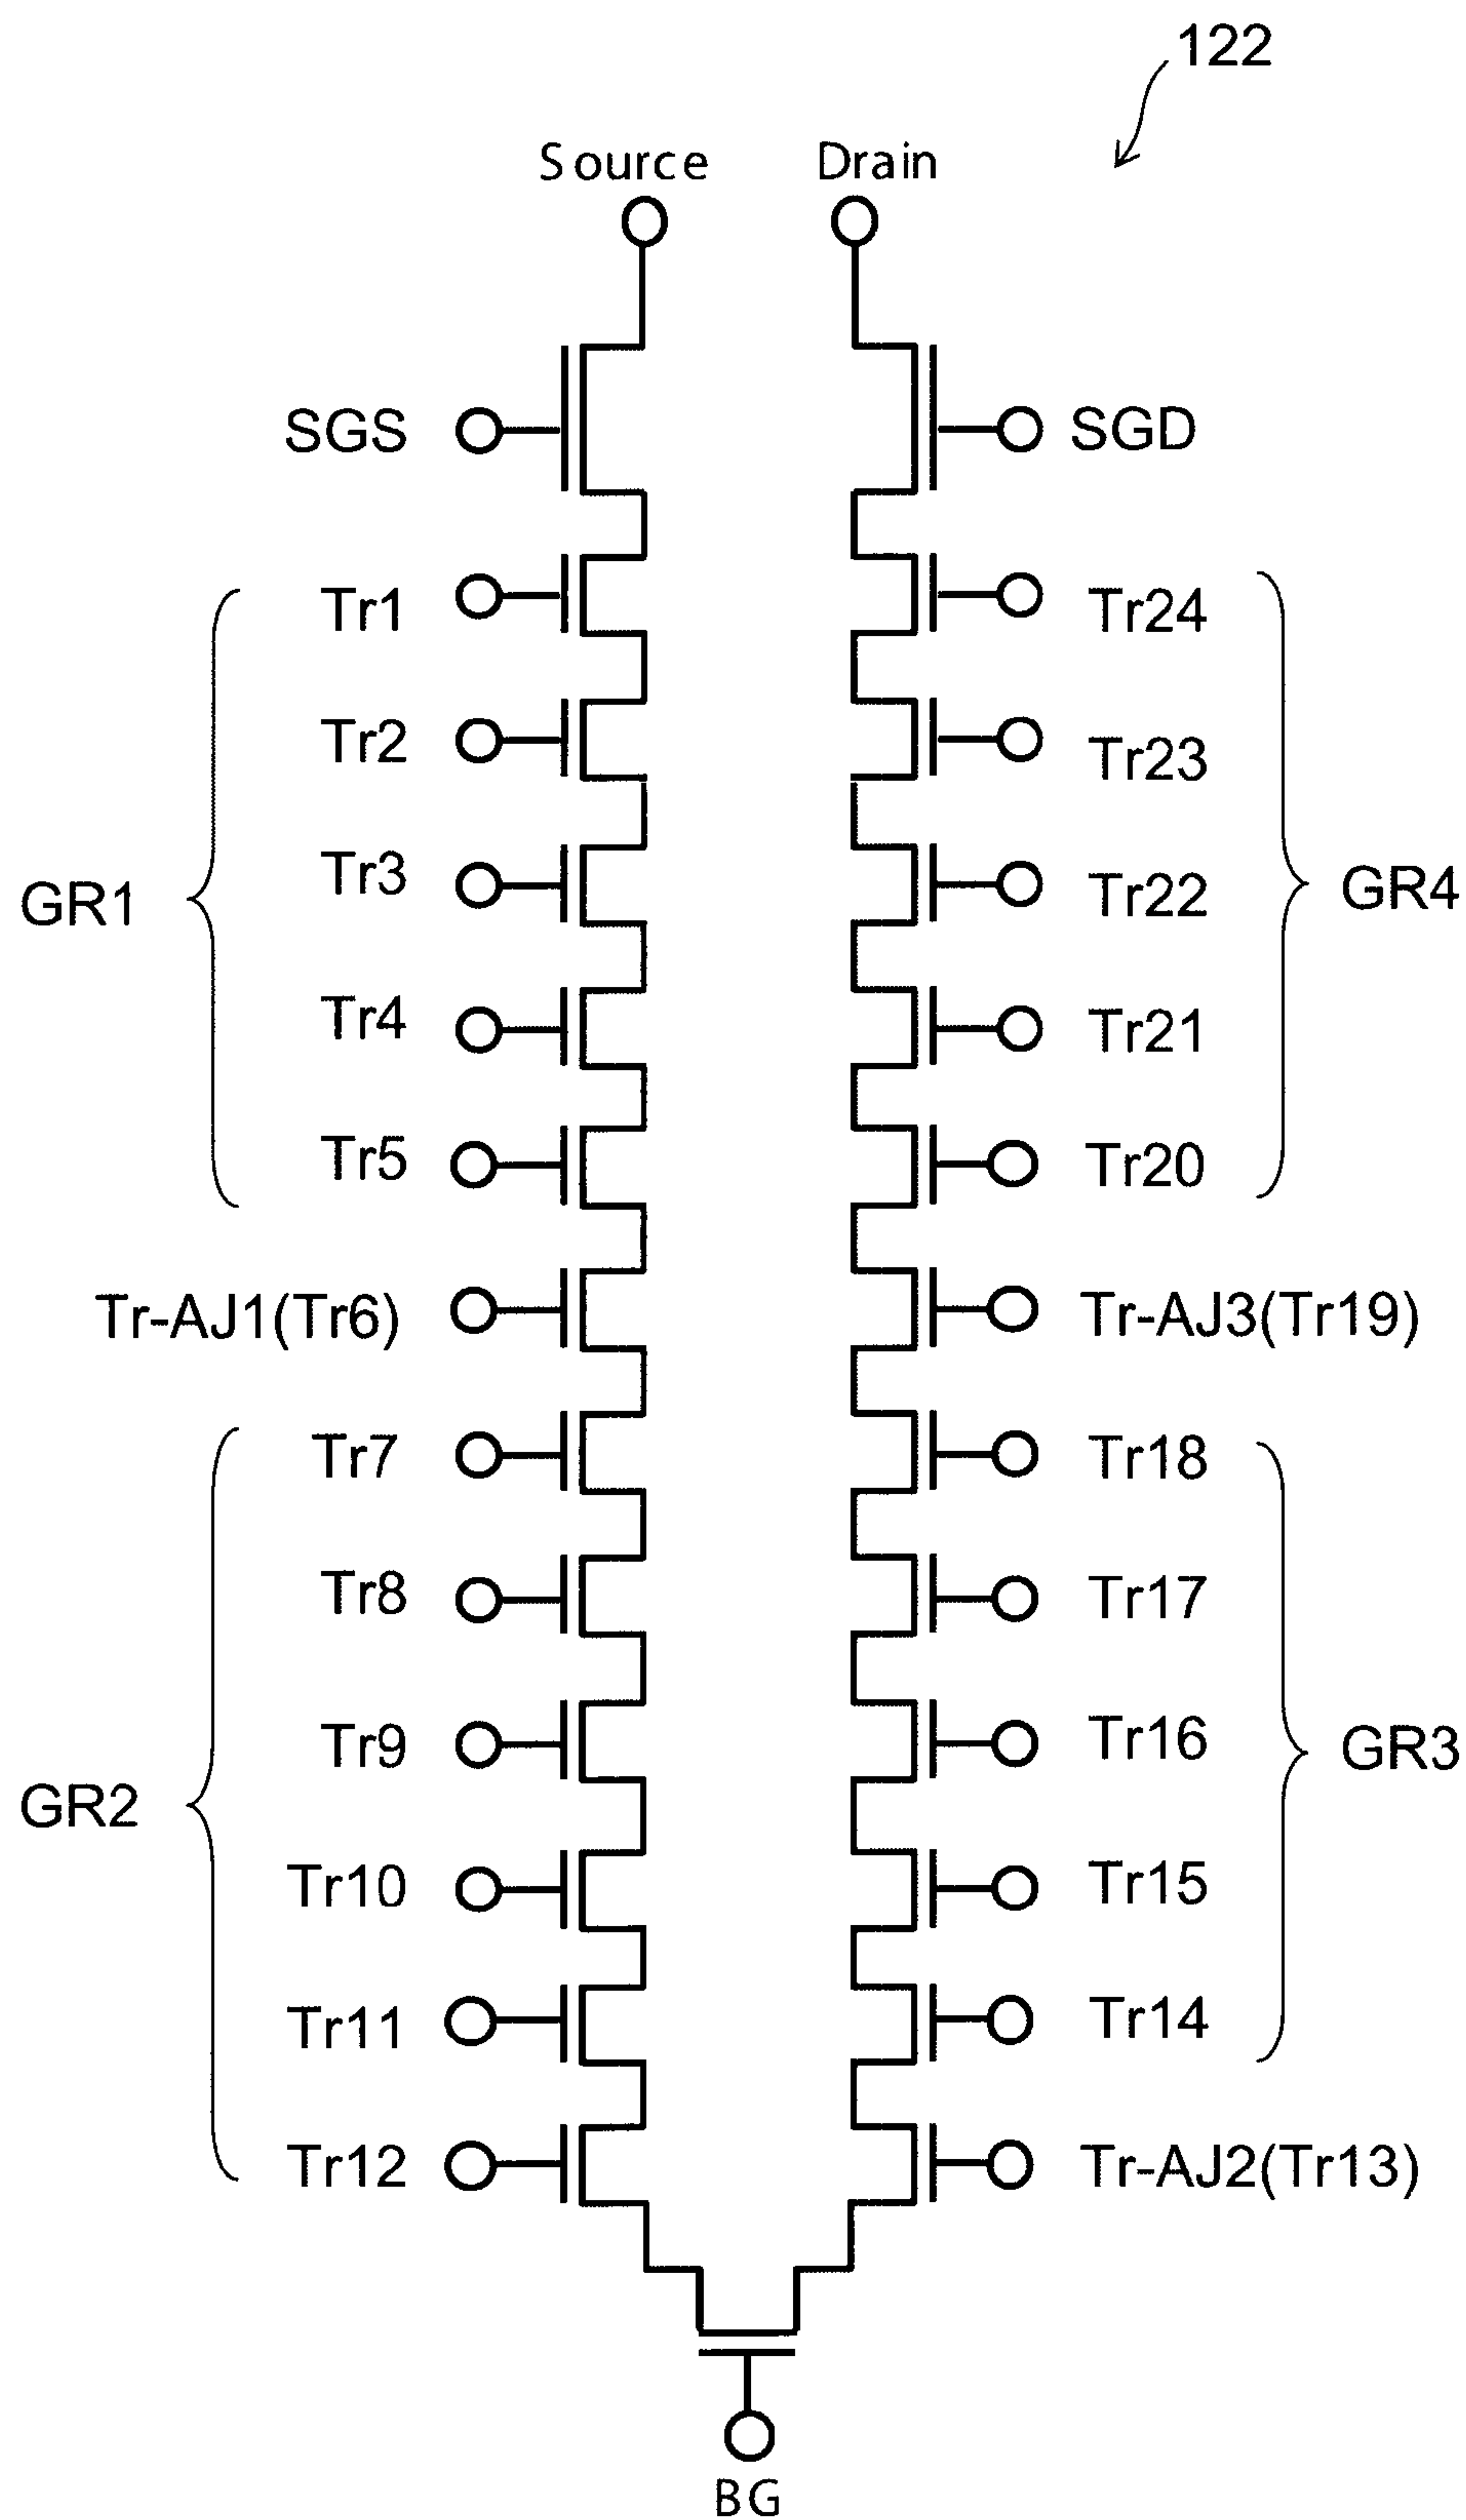 122
Source Drain
SGS SGD
Tr1 Tr24
Tr2 Tr23
Tr3 Tr22
GR1 GR4
Tr4 Tr21
Tr5 Tr20
Tr-AJ1(Tr6) Tr-AJ3(Tr19)
Tr7 Tr18
Tr8 Tr17
Tr9 Tr16
GR2 GR3
Tr10 Tr15
Tr11 Tr14
Tr12 Tr-AJ2(Tr13)
BG